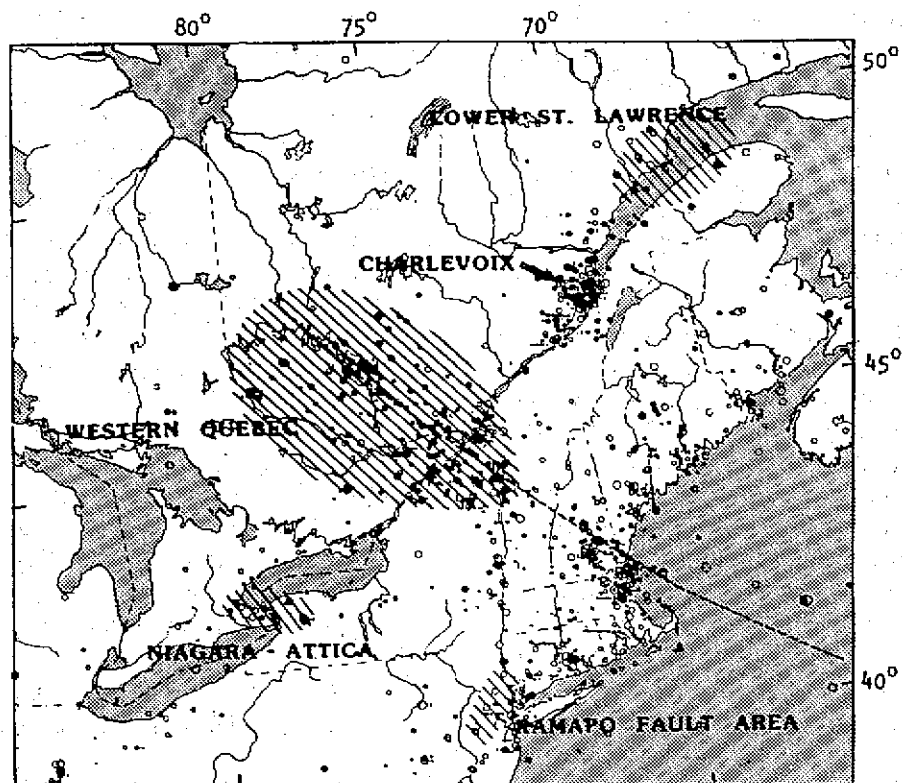 80° 75° 70°
50°
LOWER ST. LAWRENCE
CHARLEVOIX
45°
WESTERN QUEBEC
NIAGARA - ATTICA
40°
RAMAPO FAULT AREA